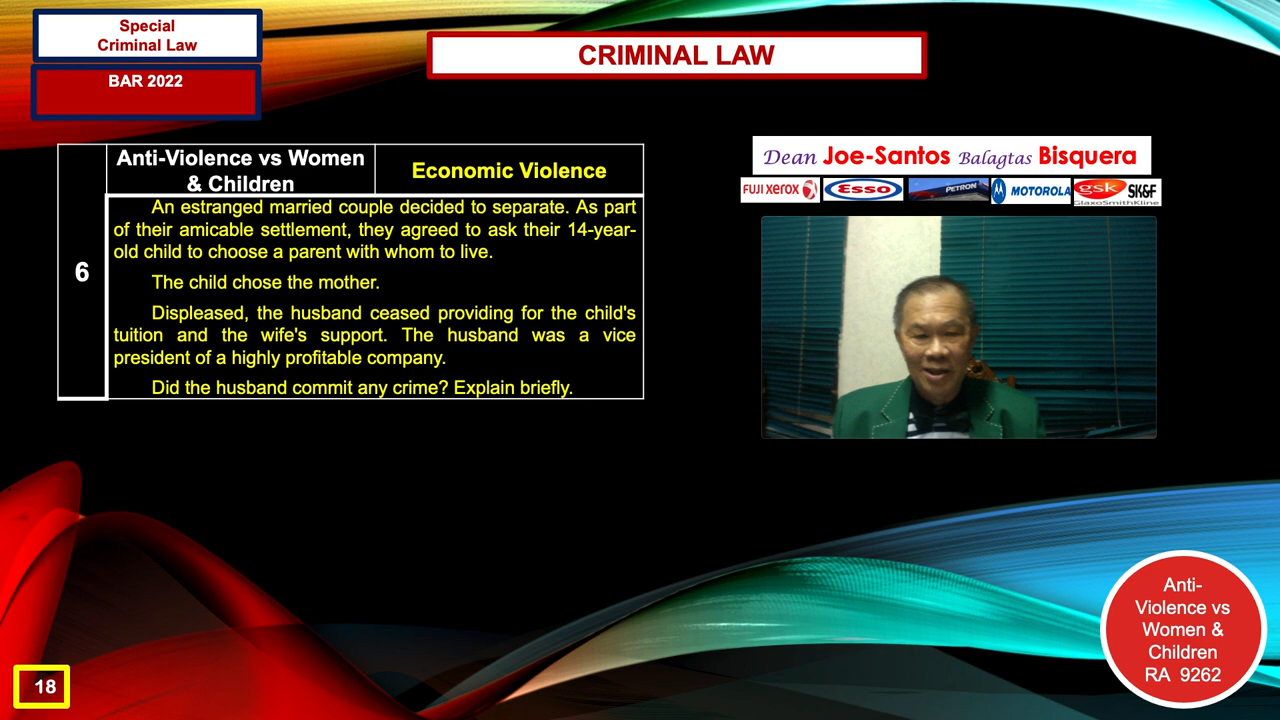 Special
Criminal Law
BAR 2022
CRIMINAL LAW
Anti-Violence vs Women
& Children
Economic Violence
6
An estranged married couple decided to separate. As part
of their amicable settlement, they agreed to ask their 14-year-
old child to choose a parent with whom to live.
The child chose the mother.
Displeased, the husband ceased providing for the child's
tuition and the wife's support. The husband was a vice
president of a highly profitable company.
Did the husband commit any crime? Explain briefly.
Dean Joe-Santos Balagtas Bisquera
FUJI xerox
Esso
PETRON
MOTOROLA
gsk SK&F
GlaxoSmithKline
Anti-
Violence vs
Women &
Children
RA 9262
18